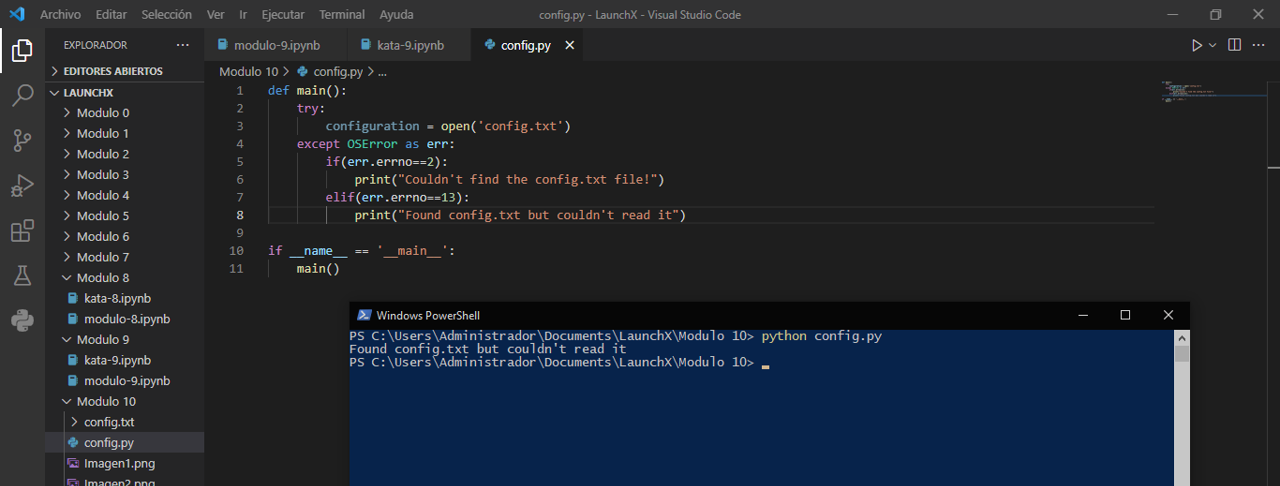 Archivo Editar Selección Ver Ir Ejecutar Terminal Ayuda config.py - LaunchX - Visual Studio Code
EXPLORADOR ···
modulo-9.ipynb kata-9.ipynb config.py
EDITORES ABIERTOS
LAUNCHX
Modulo 0
Modulo 1
Modulo 2
Modulo 3
Modulo 4
Modulo 5
Modulo 6
Modulo 7
Modulo 8
kata-8.ipynb
modulo-8.ipynb
Modulo 9
kata-9.ipynb
modulo-9.ipynb
Modulo 10
config.txt
config.py
Imagen1.png
Imagen2.png
Modulo 10 > config.py > ...
1 def main():
2 try:
3 configuration = open('config.txt')
4 except OSError as err:
5 if(err.errno==2):
6 print("Couldn't find the config.txt file!")
7 elif(err.errno==13):
8 print("Found config.txt but couldn't read it")
9
10 if __name__ == '__main__':
11 main()
Windows PowerShell
PS C:\Users\Administrador\Documents\LaunchX\Modulo 10> python config.py
Found config.txt but couldn't read it
PS C:\Users\Administrador\Documents\LaunchX\Modulo 10>